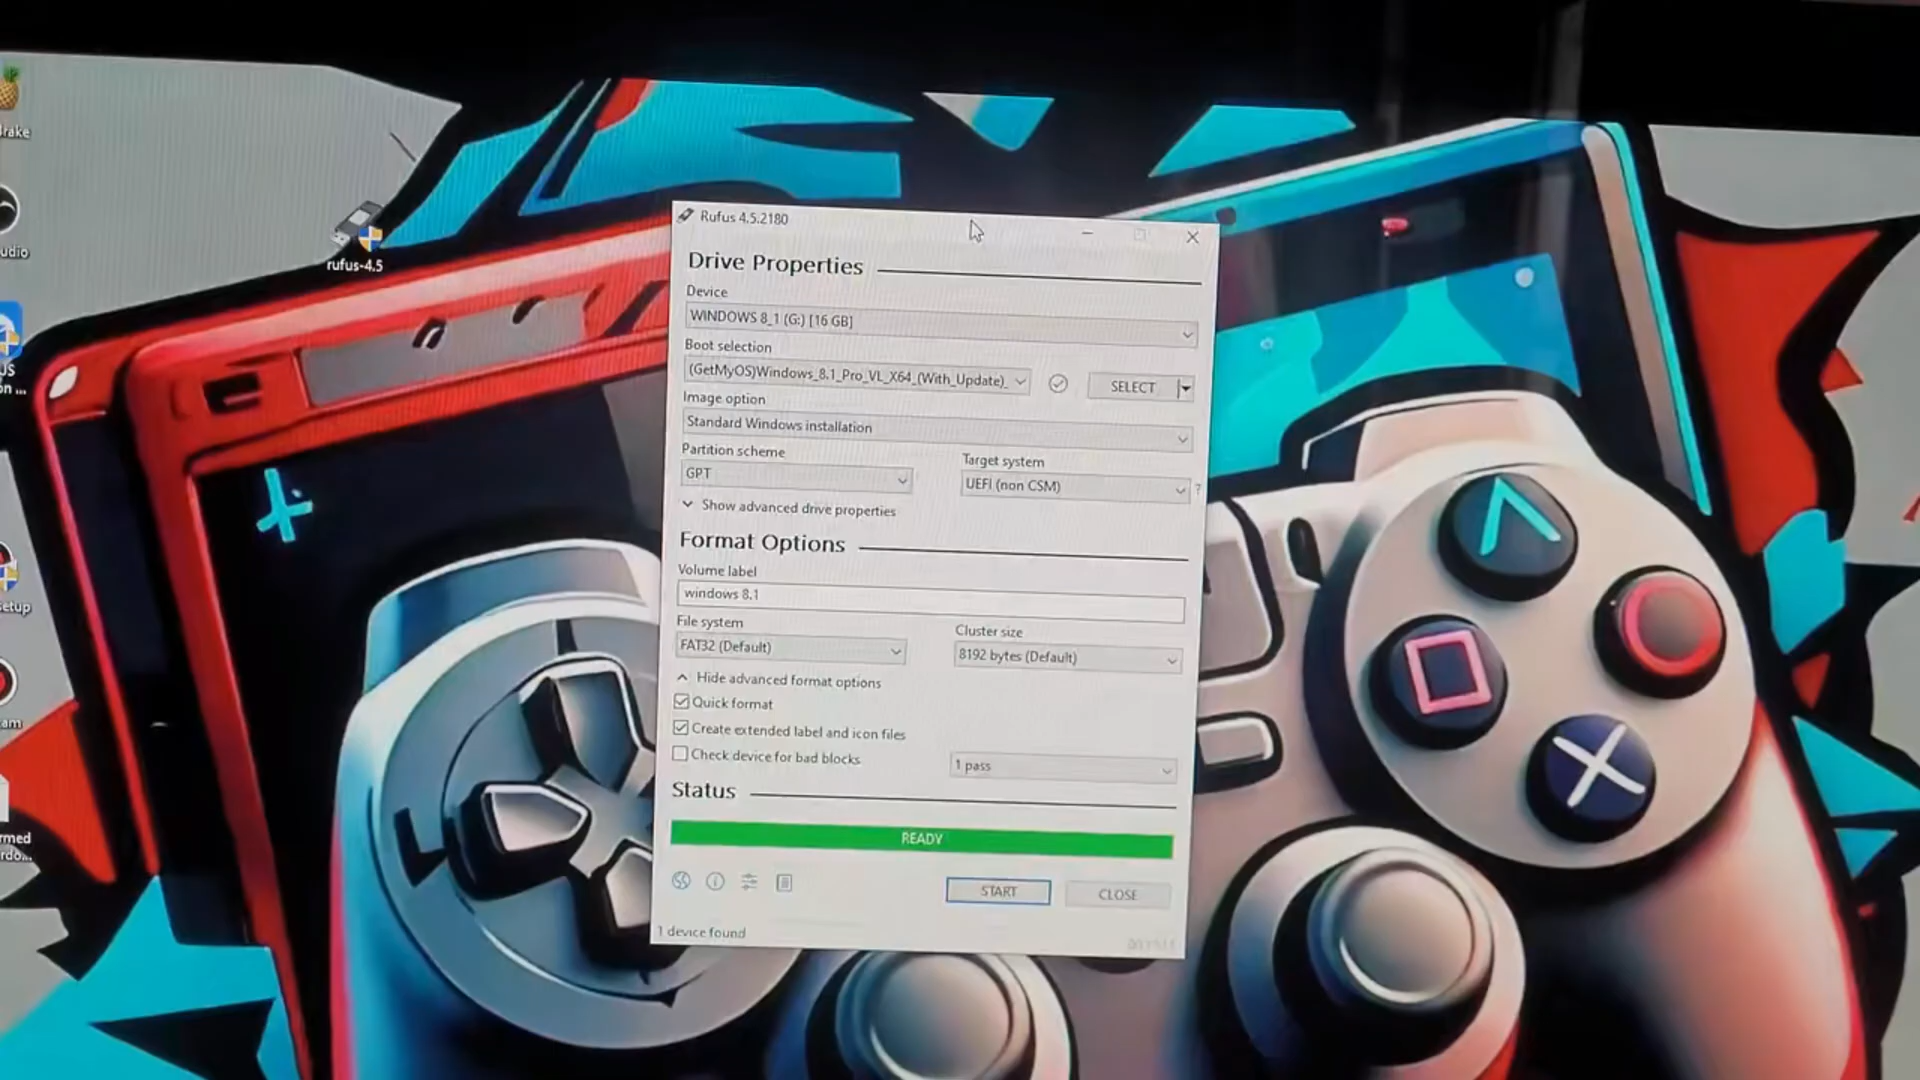 Rufus 4.5.2180
rufus-4.5
Drive Properties
Device
WINDOWS 8_1 (G:) [16 GB]
Boot selection
(GetMyOS)Windows_8.1_Pro_VL_X64_(With_Update)_
SELECT
Image option
Standard Windows installation
Partition scheme
Target system
GPT
UEFI (non CSM)
?
Show advanced drive properties
Format Options
Volume label
windows 8.1
File system
Cluster size
FAT32 (Default)
8192 bytes (Default)
Hide advanced format options
Quick format
Create extended label and icon files
Check device for bad blocks
1 pass
Status
READY
START
CLOSE
1 device found